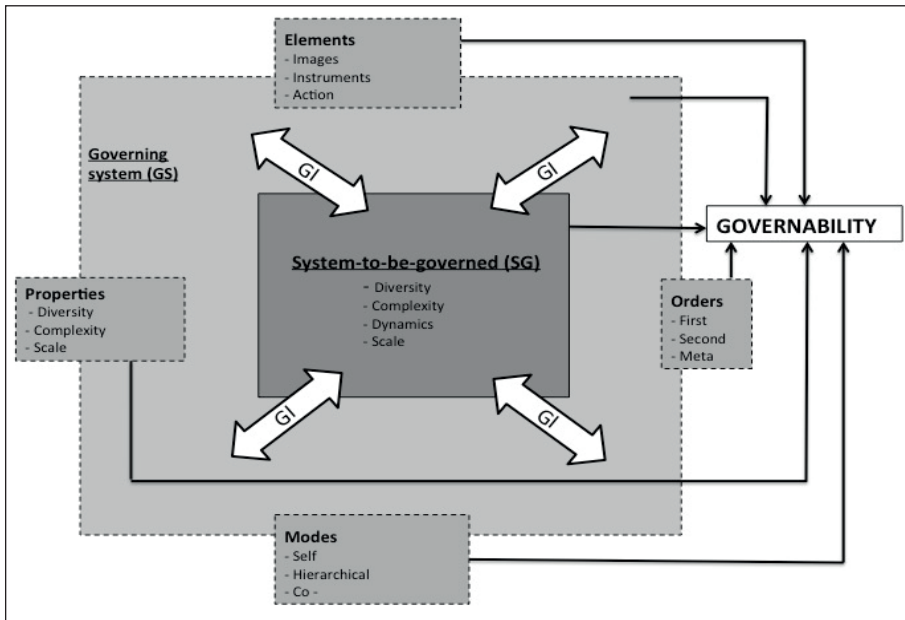 Elements
- Images
- Instruments
- Action
Governing
system (GS)
GI
GI
GOVERNABILITY
System-to-be-governed (SG)
- Diversity
- Complexity
- Dynamics
- Scale
Properties
- Diversity
- Complexity
- Scale
Orders
- First
- Second
- Meta
GI
GI
Modes
- Self
- Hierarchical
- Co -